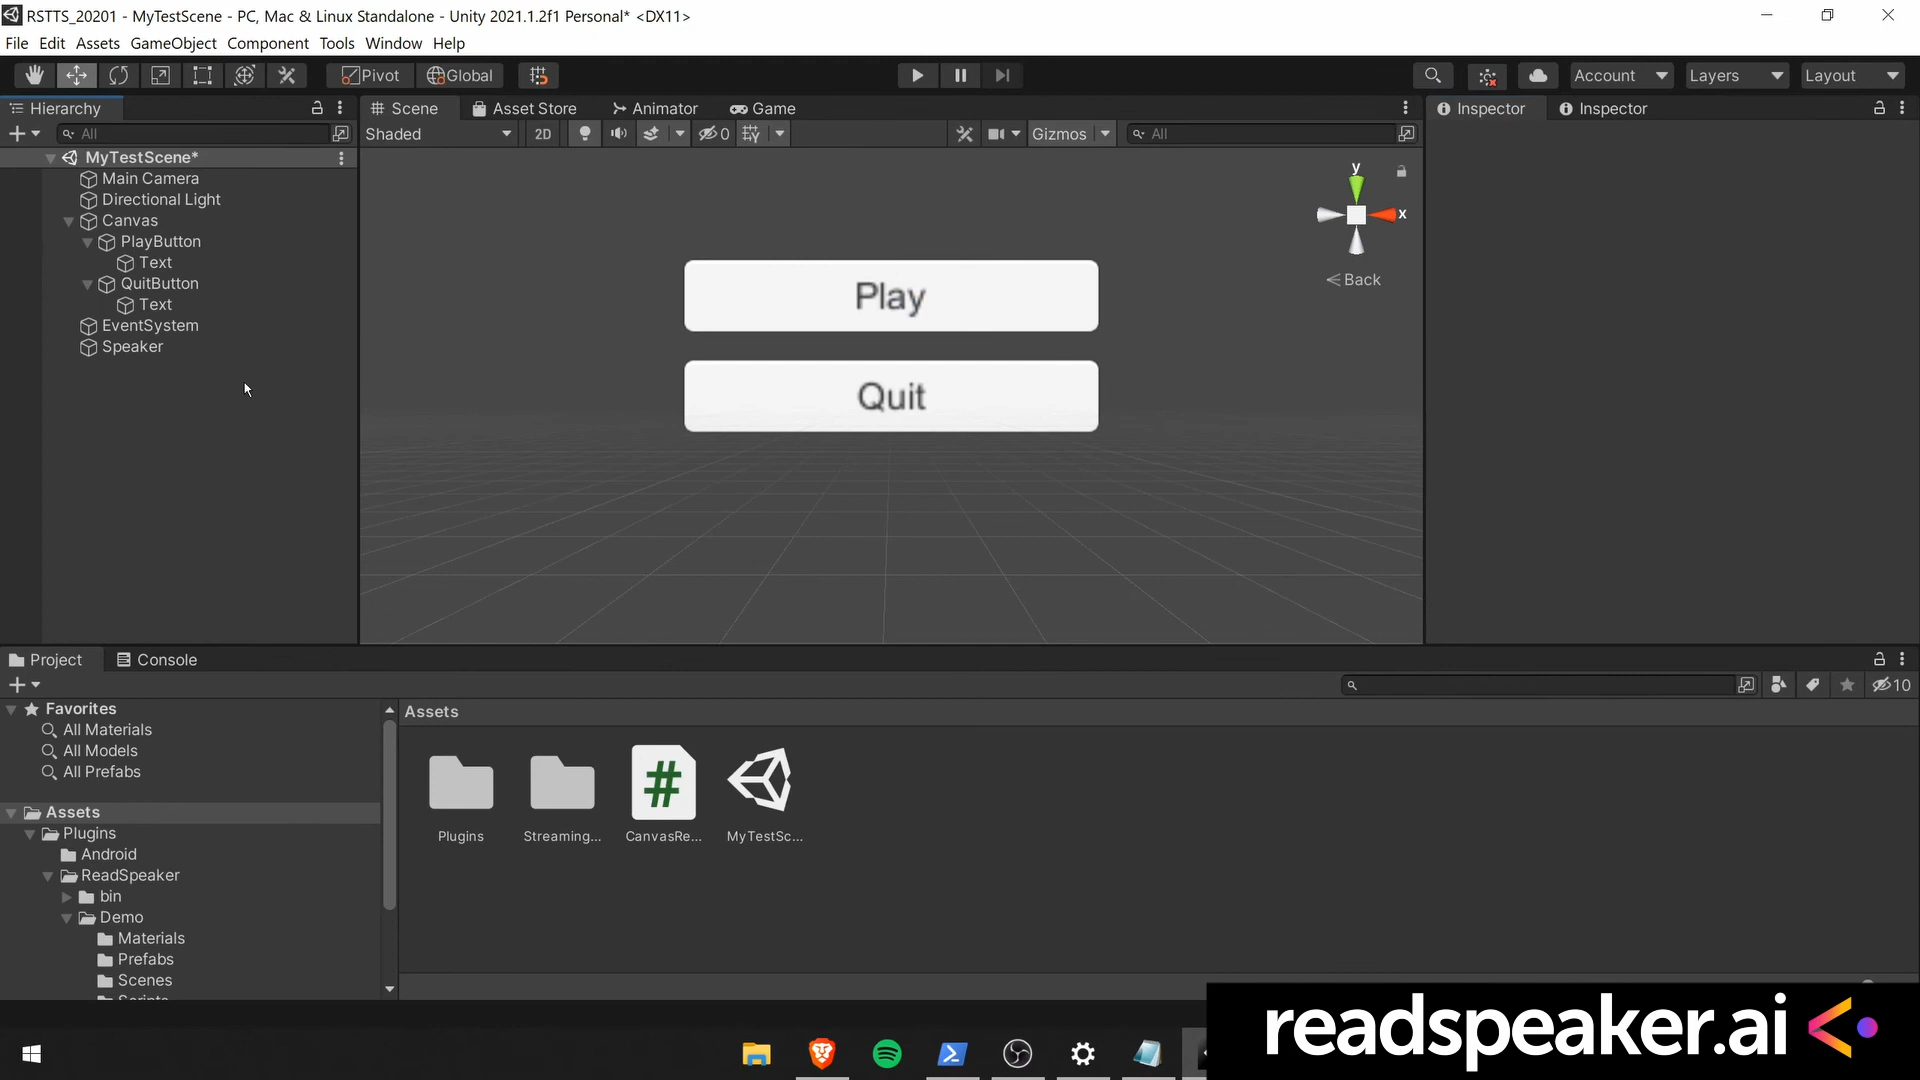 RSTTS_20201 - MyTestScene - PC, Mac & Linux Standalone - Unity 2021.1.2f1 Personal* <DX11>
File Edit Assets GameObject Component Tools Window Help
Pivot Global Account Layers Layout
Hierarchy
Scene Asset Store Animator Game
Inspector Inspector
All
Shaded 2D 0 Gizmos All
MyTestScene*
Main Camera
Directional Light
Canvas
PlayButton
Text
QuitButton
Text
EventSystem
Speaker
y
x
Back
Play
Quit
Project Console
10
Favorites
All Materials
All Models
All Prefabs
Assets
Plugins
Android
ReadSpeaker
bin
Demo
Materials
Prefabs
Scenes
Assets
#
Plugins Streaming... CanvasRe... MyTestSc...
readspeaker.ai